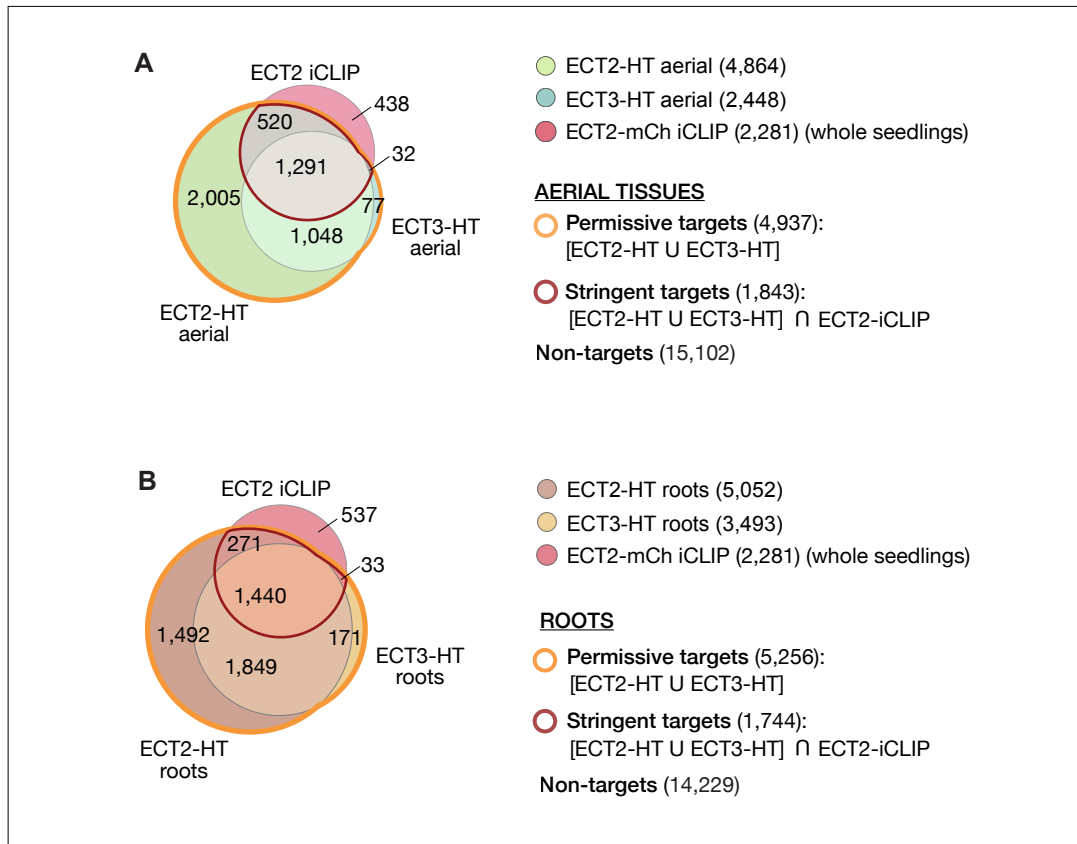 A
ECT2 iCLIP
438
520
32
1,291
2,005
77
1,048
ECT3-HT
aerial
ECT2-HT
aerial
ECT2-HT aerial (4,864)
ECT3-HT aerial (2,448)
ECT2-mCh iCLIP (2,281) (whole seedlings)
AERIAL TISSUES
Permissive targets (4,937):
[ECT2-HT U ECT3-HT]
Stringent targets (1,843):
[ECT2-HT U ECT3-HT] ∩ ECT2-iCLIP
Non-targets (15,102)
B
ECT2 iCLIP
537
271
33
1,440
1,492
171
1,849
ECT3-HT
roots
ECT2-HT
roots
ECT2-HT roots (5,052)
ECT3-HT roots (3,493)
ECT2-mCh iCLIP (2,281) (whole seedlings)
ROOTS
Permissive targets (5,256):
[ECT2-HT U ECT3-HT]
Stringent targets (1,744):
[ECT2-HT U ECT3-HT] ∩ ECT2-iCLIP
Non-targets (14,229)